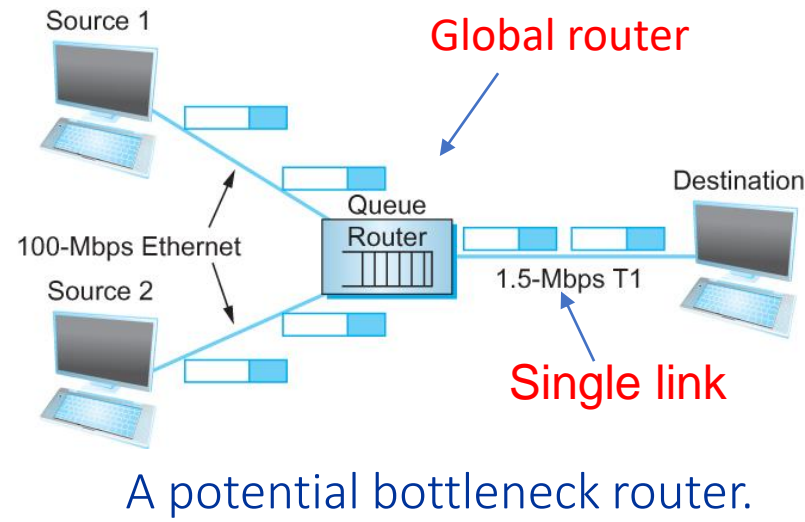 Source 1
Global router
Destination
Queue
Router
100-Mbps Ethernet
1.5-Mbps T1
Source 2
Single link
A potential bottleneck router.